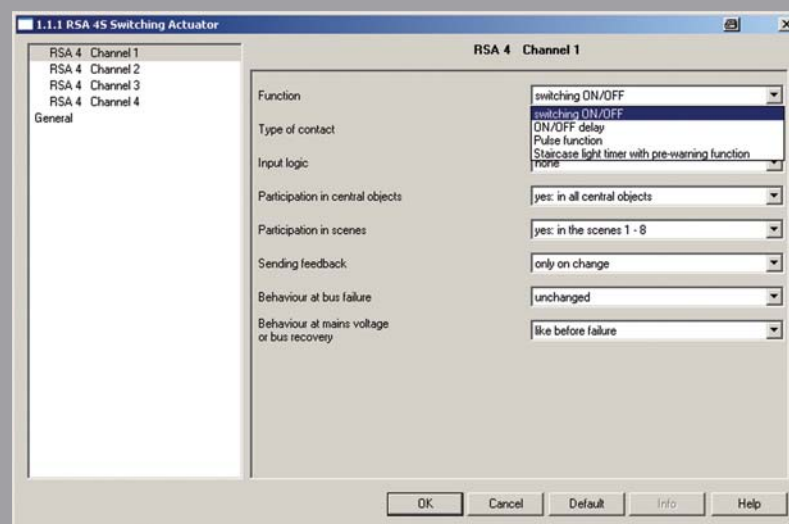 1.1.1 RSA 4S Switching Actuator
RSA 4 Channel 1
RSA 4 Channel 2
RSA 4 Channel 3
RSA 4 Channel 4
General
RSA 4 Channel 1
Function
switching ON/OFF
switching ON/OFF
ON/OFF delay
Pulse function
Staircase light timer with pre-warning function
Type of contact
Input logic
none
Participation in central objects
yes: in all central objects
Participation in scenes
yes: in the scenes 1 - 8
Sending feedback
only on change
Behaviour at bus failure
unchanged
Behaviour at mains voltage
or bus recovery
like before failure
OK
Cancel
Default
Info
Help